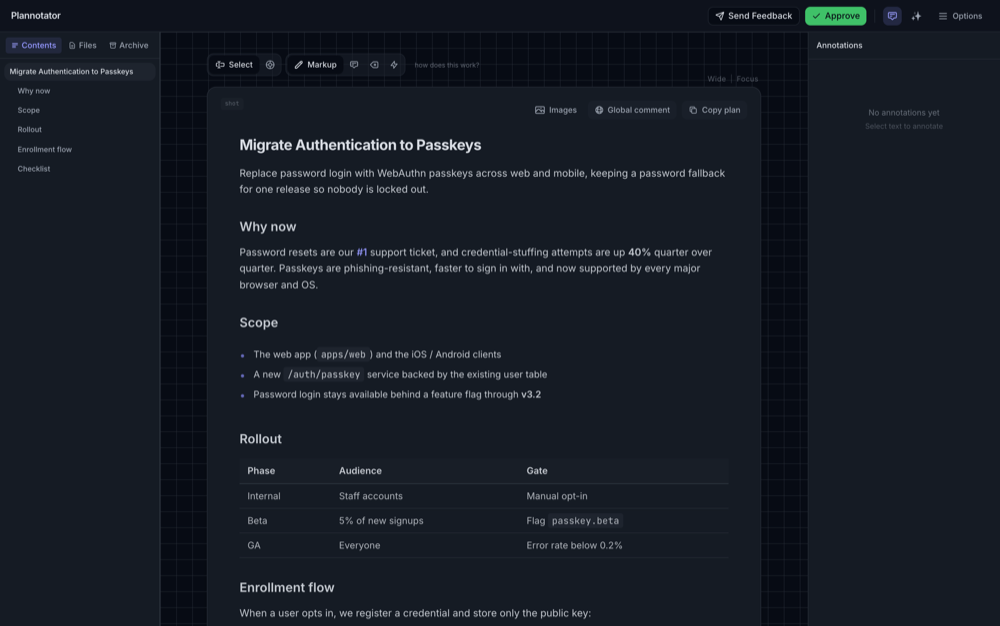 Plannotator
Send Feedback
Approve
Options
Contents
Files
Archive
Migrate Authentication to Passkeys
Why now
Scope
Rollout
Enrollment flow
Checklist
Select
Markup
how does this work?
Wide | Focus
shot
Images
Global comment
Copy plan
Migrate Authentication to Passkeys
Replace password login with WebAuthn passkeys across web and mobile, keeping a password fallback
for one release so nobody is locked out.
Why now
Password resets are our #1 support ticket, and credential-stuffing attempts are up 40% quarter over
quarter. Passkeys are phishing-resistant, faster to sign in with, and now supported by every major
browser and OS.
Scope
The web app ( apps/web ) and the iOS / Android clients
A new /auth/passkey service backed by the existing user table
Password login stays available behind a feature flag through v3.2
Rollout
Phase Audience Gate
Internal Staff accounts Manual opt-in
Beta 5% of new signups Flag passkey.beta
GA Everyone Error rate below 0.2%
Enrollment flow
When a user opts in, we register a credential and store only the public key:
Annotations
No annotations yet
Select text to annotate